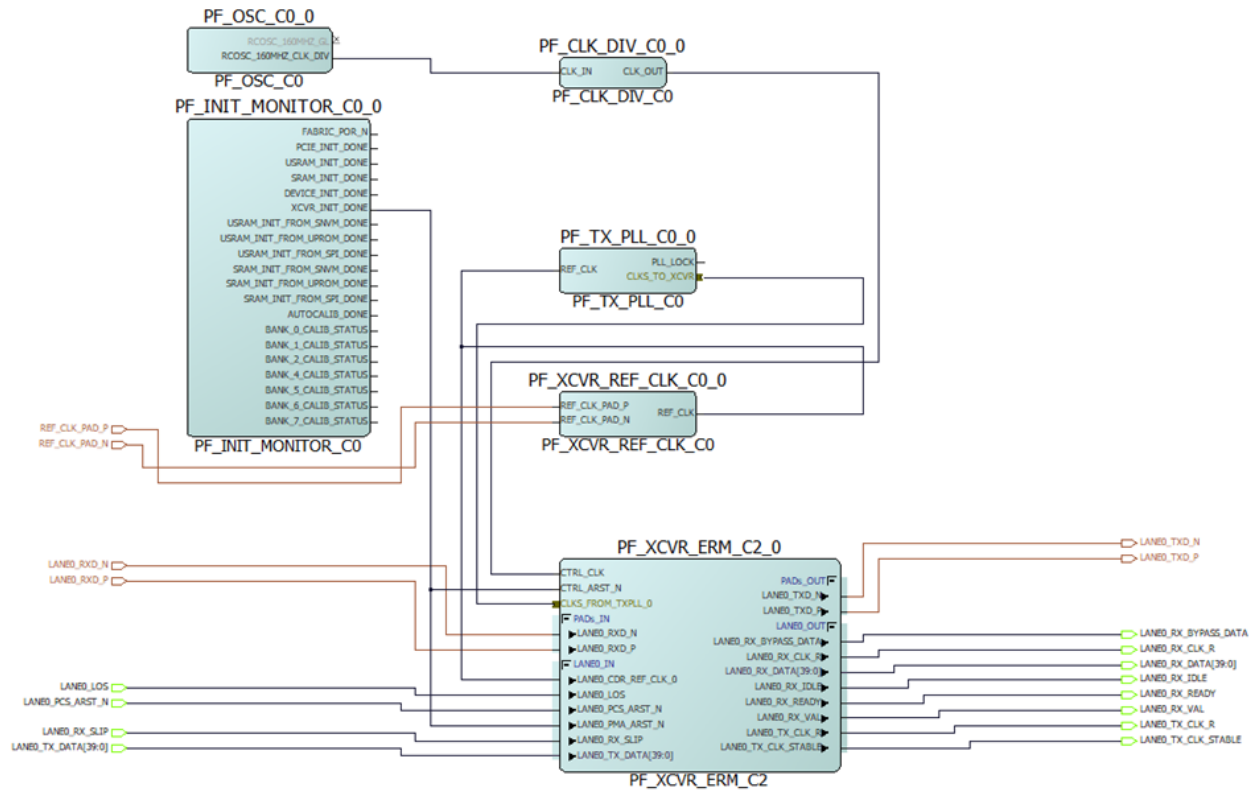 PF_OSC_C0_0
RCOSC_160MHZ_GL
RCOSC_160MHZ_CLK_DIV
PF_OSC_C0
PF_CLK_DIV_C0_0
CLK_IN CLK_OUT
PF_CLK_DIV_C0
PF_INIT_MONITOR_C0_0
FABRIC_POR_N
PCIE_INIT_DONE
USRAM_INIT_DONE
SRAM_INIT_DONE
DEVICE_INIT_DONE
XCVR_INIT_DONE
USRAM_INIT_FROM_SNVM_DONE
USRAM_INIT_FROM_UPROM_DONE
USRAM_INIT_FROM_SPI_DONE
SRAM_INIT_FROM_SNVM_DONE
SRAM_INIT_FROM_UPROM_DONE
SRAM_INIT_FROM_SPI_DONE
AUTOCALIB_DONE
BANK_0_CALIB_STATUS
BANK_1_CALIB_STATUS
BANK_2_CALIB_STATUS
BANK_4_CALIB_STATUS
BANK_5_CALIB_STATUS
BANK_6_CALIB_STATUS
BANK_7_CALIB_STATUS
PF_INIT_MONITOR_C0
PF_TX_PLL_C0_0
REF_CLK
PLL_LOCK
CLKS_TO_XCVR
PF_TX_PLL_C0
PF_XCVR_REF_CLK_C0_0
REF_CLK_PAD_P
REF_CLK_PAD_N
REF_CLK
PF_XCVR_REF_CLK_C0
REF_CLK_PAD_P
REF_CLK_PAD_N
LANE0_RXD_N
LANE0_RXD_P
LANE0_LOS
LANE0_PCS_ARST_N
LANE0_RX_SLIP
LANE0_TX_DATA[39:0]
PF_XCVR_ERM_C2_0
CTRL_CLK
CTRL_ARST_N
CLKS_FROM_TXPLL_0
PADs_IN
LANE0_RXD_N
LANE0_RXD_P
LANE0_IN
LANE0_CDR_REF_CLK_0
LANE0_LOS
LANE0_PCS_ARST_N
LANE0_PMA_ARST_N
LANE0_RX_SLIP
LANE0_TX_DATA[39:0]
PADs_OUT
LANE0_TXD_N
LANE0_TXD_P
LANE0_OUT
LANE0_RX_BYPASS_DATA
LANE0_RX_CLK_R
LANE0_RX_DATA[39:0]
LANE0_RX_IDLE
LANE0_RX_READY
LANE0_RX_VAL
LANE0_TX_CLK_R
LANE0_TX_CLK_STABLE
PF_XCVR_ERM_C2
LANE0_TXD_N
LANE0_TXD_P
LANE0_RX_BYPASS_DATA
LANE0_RX_CLK_R
LANE0_RX_DATA[39:0]
LANE0_RX_IDLE
LANE0_RX_READY
LANE0_RX_VAL
LANE0_TX_CLK_R
LANE0_TX_CLK_STABLE